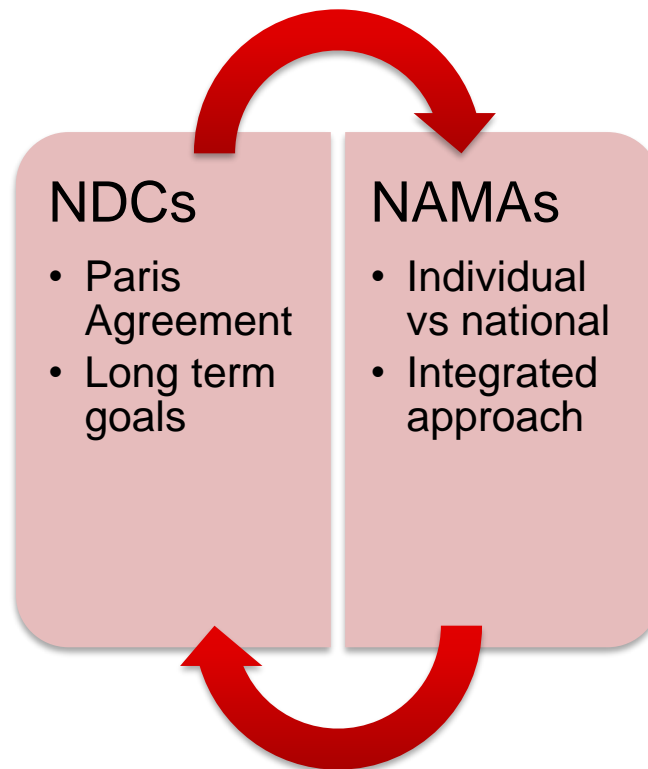 NDCs
• Paris
Agreement
• Long term
goals
NAMAs
• Individual
vs national
• Integrated
approach